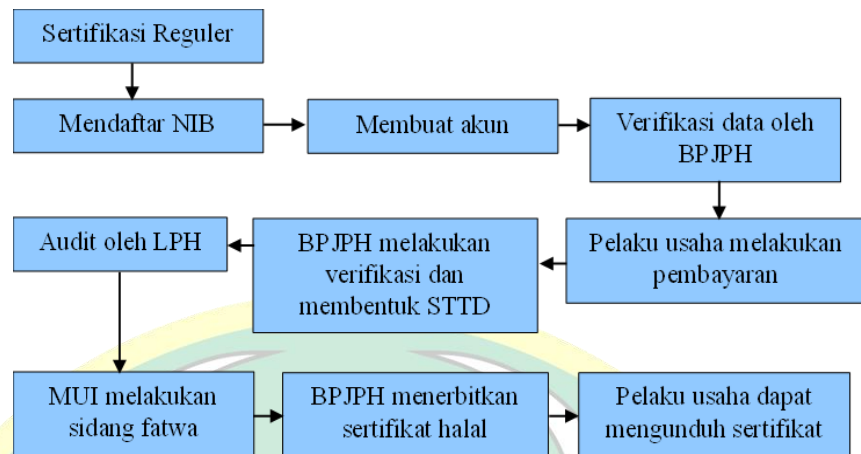 Sertifikasi Reguler
Mendaftar NIB
Membuat akun
Verifikasi data oleh
BPJPH
Pelaku usaha melakukan
pembayaran
BPJPH melakukan
verifikasi dan
membentuk STTD
Audit oleh LPH
MUI melakukan
sidang fatwa
BPJPH menerbitkan
sertifikat halal
Pelaku usaha dapat
mengunduh sertifikat